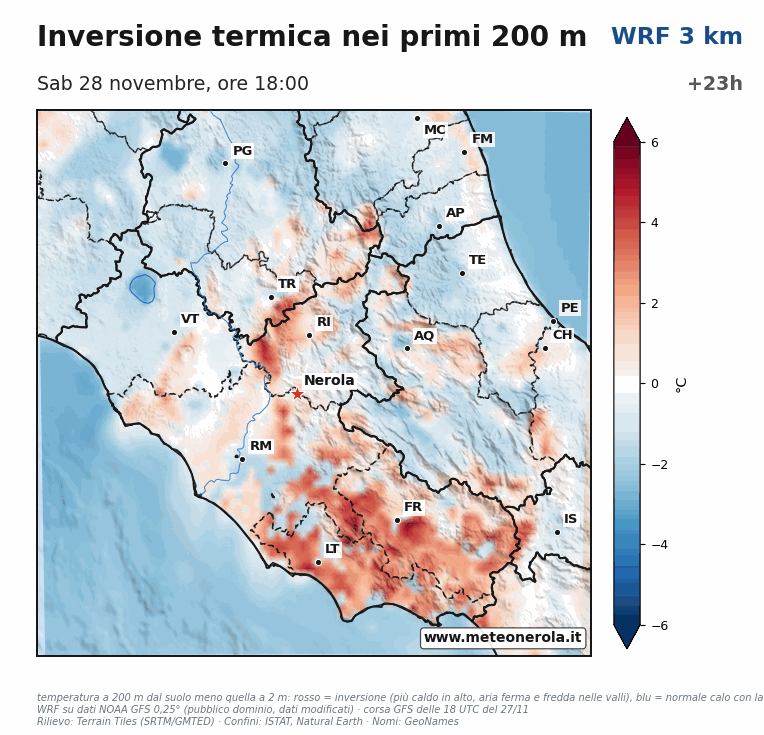 Inversione termica nei primi 200 m WRF 3 km
Sab 28 novembre, ore 18:00 +23h
MC
FM
PG
AP
TE
TR
PE
VT
RI
AQ
CH
Nerola
RM
FR
IS
LT
www.meteonerola.it
6
4
2
0
−2
−4
−6
°C
temperatura a 200 m dal suolo meno quella a 2 m: rosso = inversione (più caldo in alto, aria ferma e fredda nelle valli), blu = normale calo con la
WRF su dati NOAA GFS 0,25° (pubblico dominio, dati modificati) · corsa GFS delle 18 UTC del 27/11
Rilievo: Terrain Tiles (SRTM/GMTED) · Confini: ISTAT, Natural Earth · Nomi: GeoNames